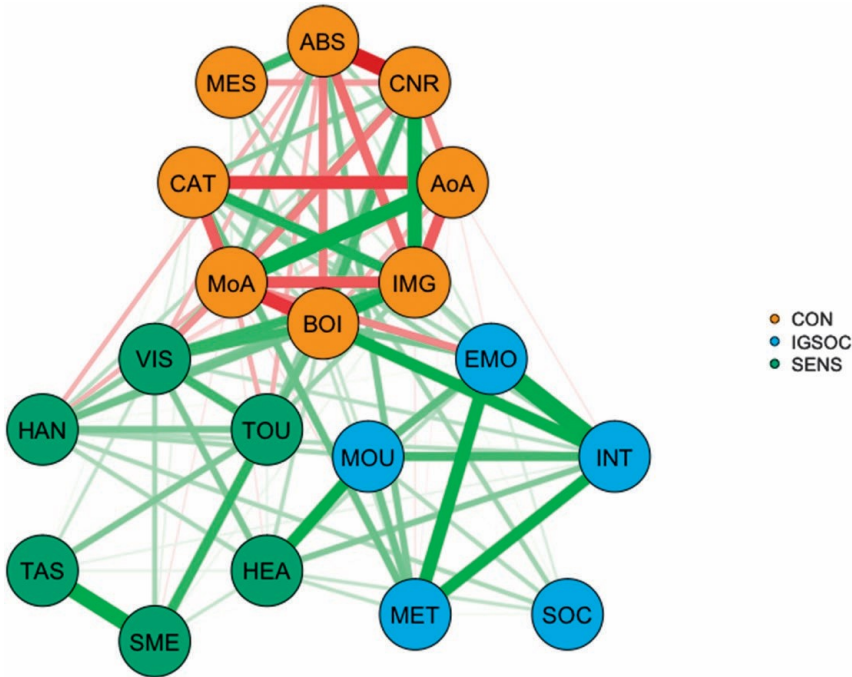 ABS
MES
CNR
CAT
AoA
MoA
IMG
BOI
VIS
EMO
HAN
TOU
MOU
INT
TAS
HEA
MET
SOC
SME
CON
IGSOC
SENS